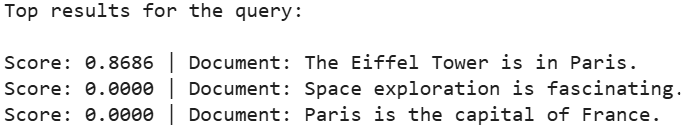 Top results for the query:
Score: 0.8686 | Document: The Eiffel Tower is in Paris.
Score: 0.0000 | Document: Space exploration is fascinating.
Score: 0.0000 | Document: Paris is the capital of France.